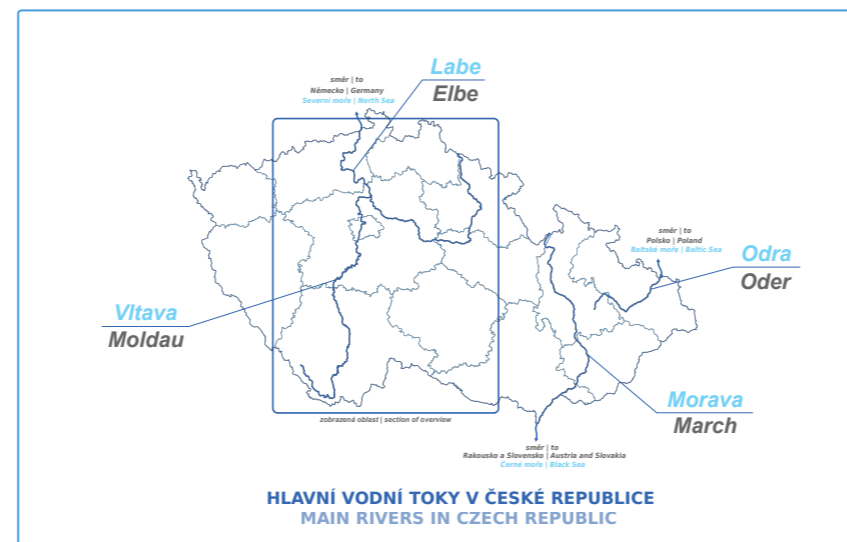 Labe
Elbe
směr | to
Německo | Germany
Severní moře | North Sea
směr | to
Polsko | Poland
Baltské moře | Baltic Sea
Odra
Oder
Vltava
Moldau
Morava
March
zobrazená oblast | section of overview
směr | to
Rakousko a Slovensko | Austria and Slovakia
Černé moře | Black Sea
HLAVNÍ VODNÍ TOKY V ČESKÉ REPUBLICE
MAIN RIVERS IN CZECH REPUBLIC